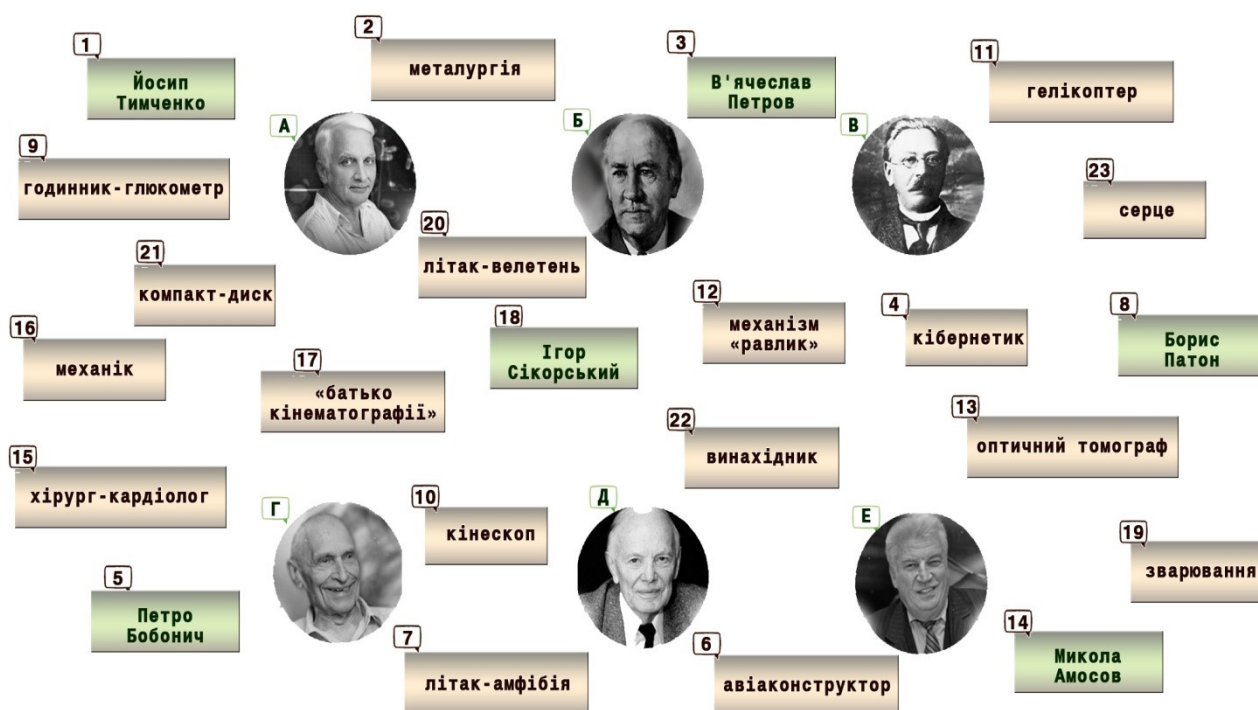 1
Йосип
Тимченко
2
металургія
3
В'ячеслав
Петров
11
гелікоптер
А
Б
В
9
годинник-глюкометр
23
серце
20
літак-велетень
21
компакт-диск
18
Ігор
Сікорський
12
механізм
«равлик»
4
кібернетик
8
Борис
Патон
16
механік
17
«батько
кінематографії»
22
винахідник
13
оптичний томограф
15
хірург-кардіолог
Г
10
кінескоп
Д
Е
19
зварювання
5
Петро
Бобонич
7
літак-амфібія
6
авіаконструктор
14
Микола
Амосов